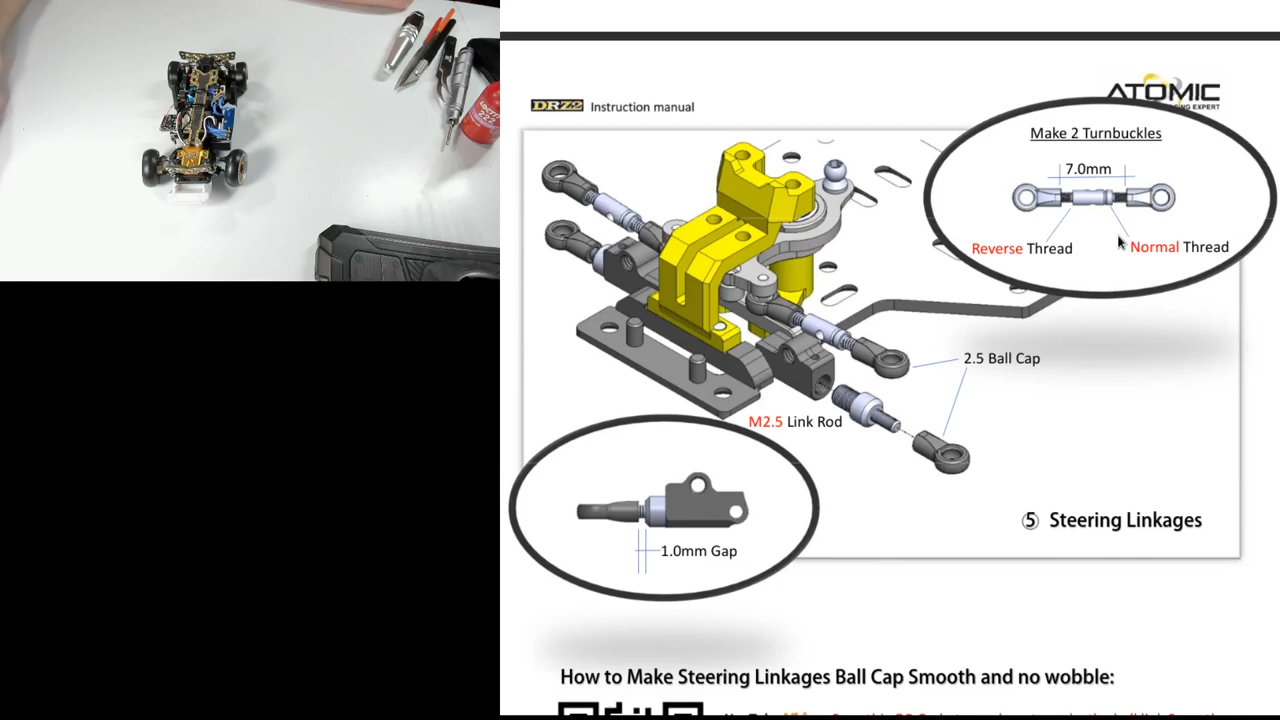 DRZ2 Instruction manual
ATOMIC
Make 2 Turnbuckles
7.0mm
Reverse Thread
Normal Thread
2.5 Ball Cap
M2.5 Link Rod
1.0mm Gap
5 Steering Linkages
How to Make Steering Linkages Ball Cap Smooth and no wobble: